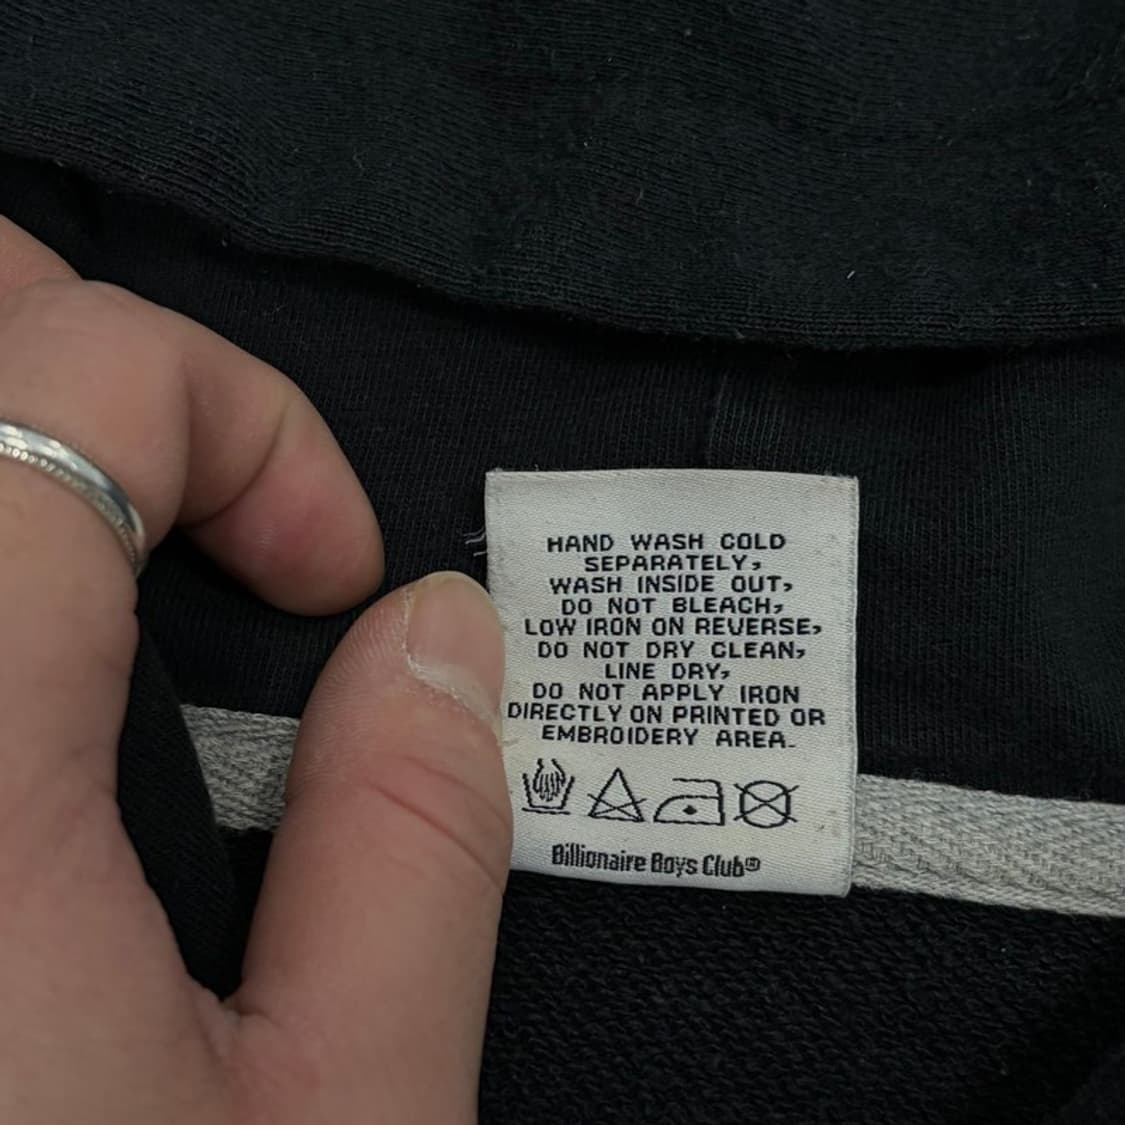 HAND WASH COLD
SEPARATELY,
WASH INSIDE OUT,
DO NOT BLEACH,
LOW IRON ON REVERSE,
DO NOT DRY CLEAN,
LINE DRY,
DO NOT APPLY IRON
DIRECTLY ON PRINTED OR
EMBROIDERY AREA.
Billionaire Boys Club®